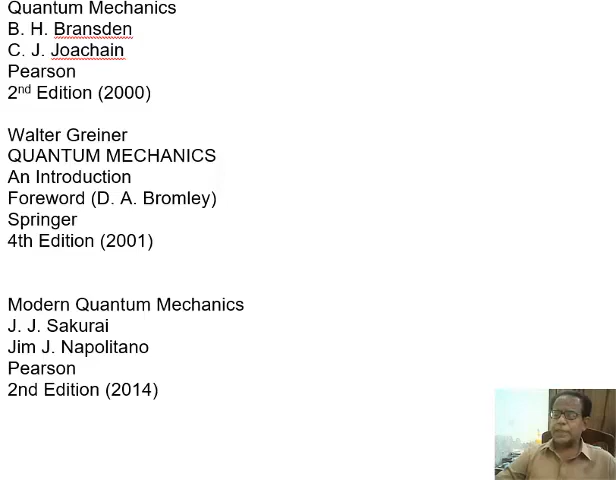 Quantum Mechanics
B. H. Bransden
C. J. Joachain
Pearson
2nd Edition (2000)
Walter Greiner
QUANTUM MECHANICS
An Introduction
Foreword (D. A. Bromley)
Springer
4th Edition (2001)
Modern Quantum Mechanics
J. J. Sakurai
Jim J. Napolitano
Pearson
2nd Edition (2014)